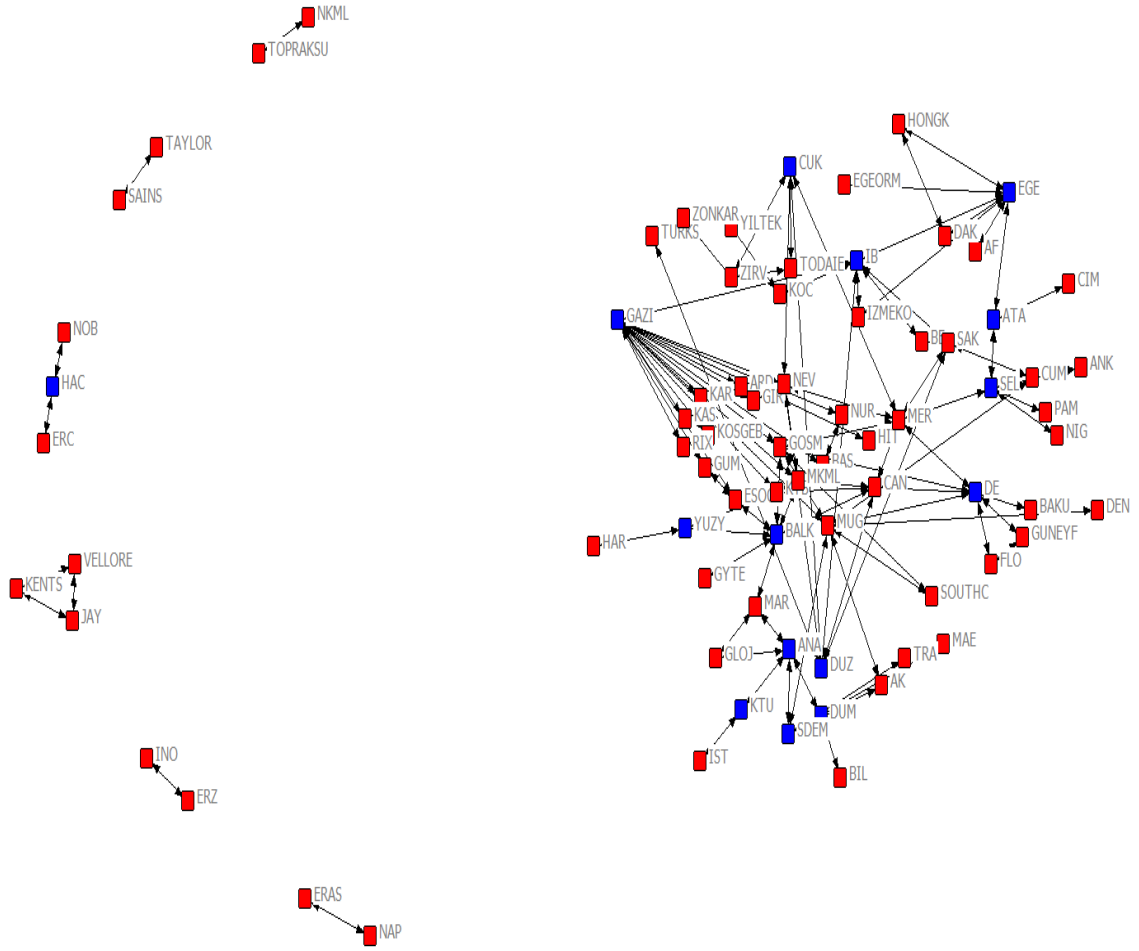 NKML
TOPRAKSU
TAYLOR
SAINS
HONGK
CUK
EGEORM
EGE
ZONKAR
YILTEK
TURKS
DAK
AF
IB
TODAIE
ZIRV
KOC
CIM
IZMEKO
GAZI
ATA
NOB
SAK
HAC
ANK
CUM
SEL
NEV
KAR
GIR
PAM
NUR
KAS
MER
NIG
KOSGEB
HIT
ERC
RIX
GOSM
GUM
MKML
CAN
DE
BAKU
DEN
YUZY
MUG
BALK
GUNEYF
HAR
FLO
VELLORE
GYTE
KENTS
SOUTHC
MAR
JAY
MAE
ANA
GLOJ
TRA
DUZ
AK
KTU
DUM
SDEM
IST
INO
BIL
ERZ
ERAS
NAP